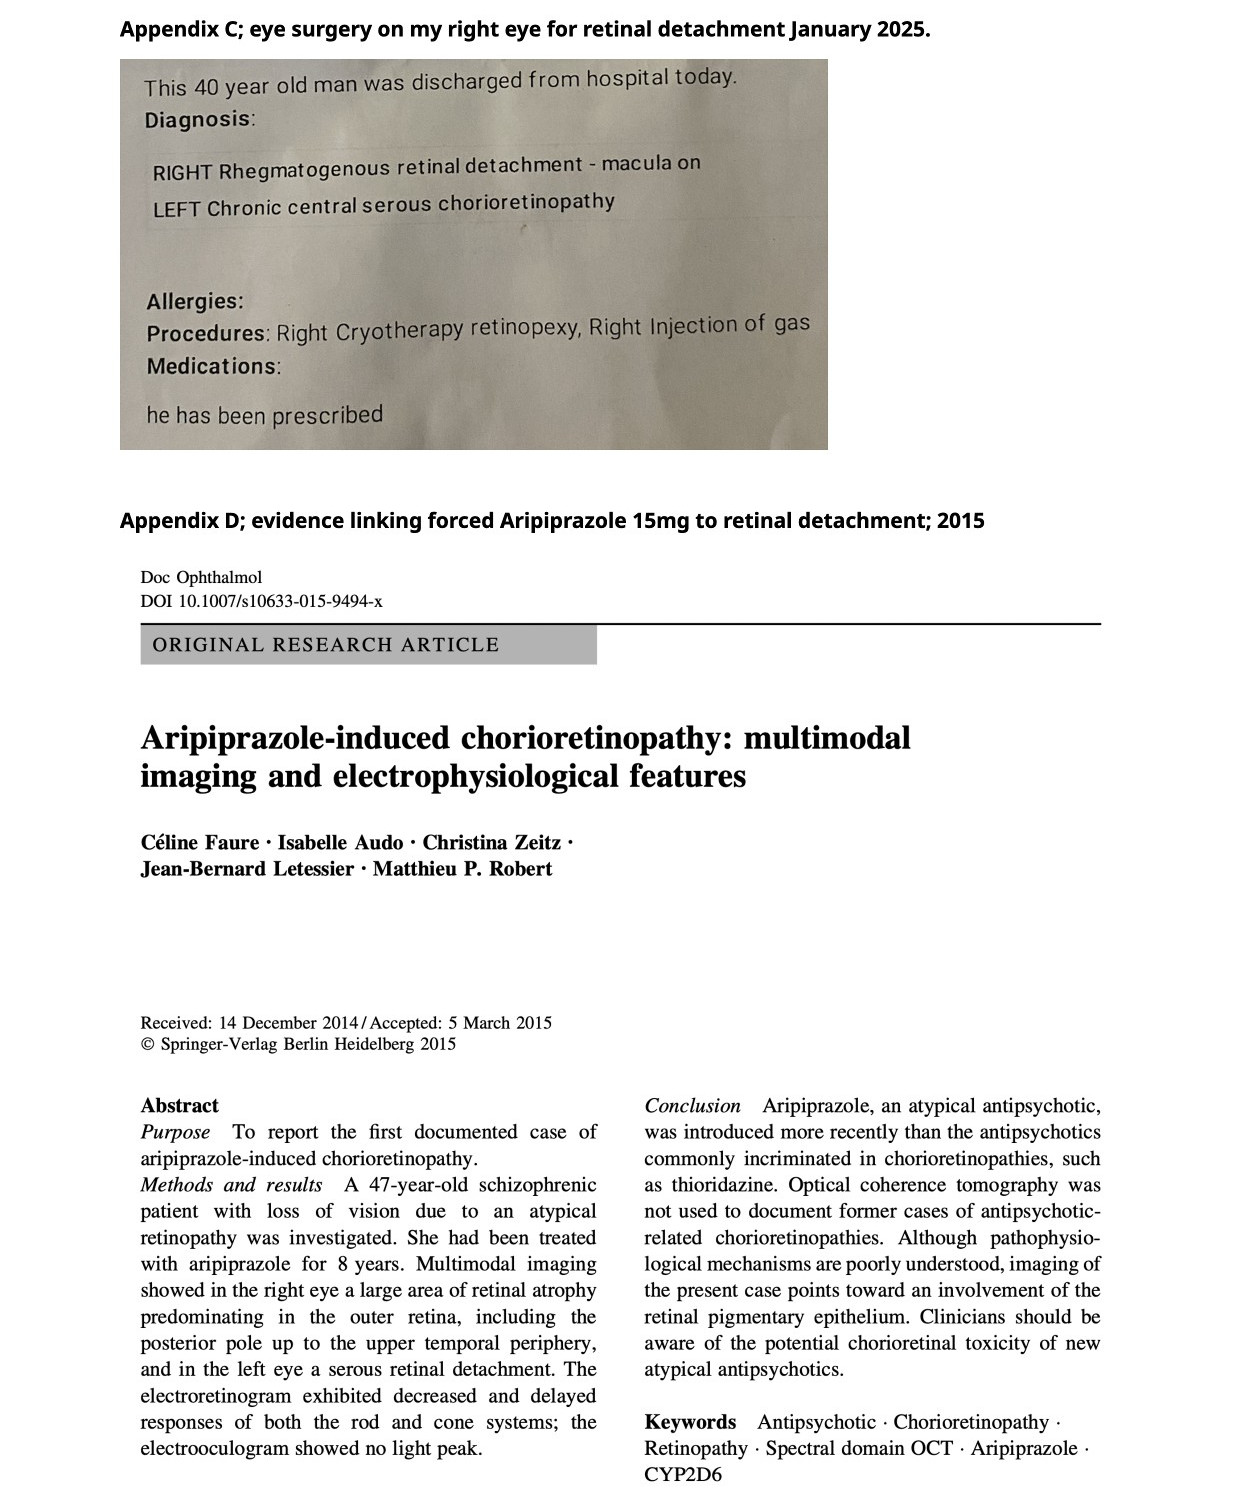 Appendix C; eye surgery on my right eye for retinal detachment January 2025.
This 40 year old man was discharged from hospital today.
Diagnosis:
RIGHT Rhegmatogenous retinal detachment - macula on
LEFT Chronic central serous chorioretinopathy
Allergies:
Procedures: Right Cryotherapy retinopexy, Right Injection of gas
Medications:
he has been prescribed
Appendix D; evidence linking forced Aripiprazole 15mg to retinal detachment; 2015
Doc Ophthalmol
DOI 10.1007/s10633-015-9494-x
ORIGINAL RESEARCH ARTICLE
Aripiprazole-induced chorioretinopathy: multimodal
imaging and electrophysiological features
Céline Faure · Isabelle Audo · Christina Zeitz ·
Jean-Bernard Letessier · Matthieu P. Robert
Received: 14 December 2014 / Accepted: 5 March 2015
© Springer-Verlag Berlin Heidelberg 2015
Abstract
Purpose To report the first documented case of
aripiprazole-induced chorioretinopathy.
Methods and results A 47-year-old schizophrenic
patient with loss of vision due to an atypical
retinopathy was investigated. She had been treated
with aripiprazole for 8 years. Multimodal imaging
showed in the right eye a large area of retinal atrophy
predominating in the outer retina, including the
posterior pole up to the upper temporal periphery,
and in the left eye a serous retinal detachment. The
electroretinogram exhibited decreased and delayed
responses of both the rod and cone systems; the
electrooculogram showed no light peak.
Conclusion Aripiprazole, an atypical antipsychotic,
was introduced more recently than the antipsychotics
commonly incriminated in chorioretinopathies, such
as thioridazine. Optical coherence tomography was
not used to document former cases of antipsychotic-
related chorioretinopathies. Although pathophysio-
logical mechanisms are poorly understood, imaging of
the present case points toward an involvement of the
retinal pigmentary epithelium. Clinicians should be
aware of the potential chorioretinal toxicity of new
atypical antipsychotics.
Keywords Antipsychotic · Chorioretinopathy ·
Retinopathy · Spectral domain OCT · Aripiprazole ·
CYP2D6